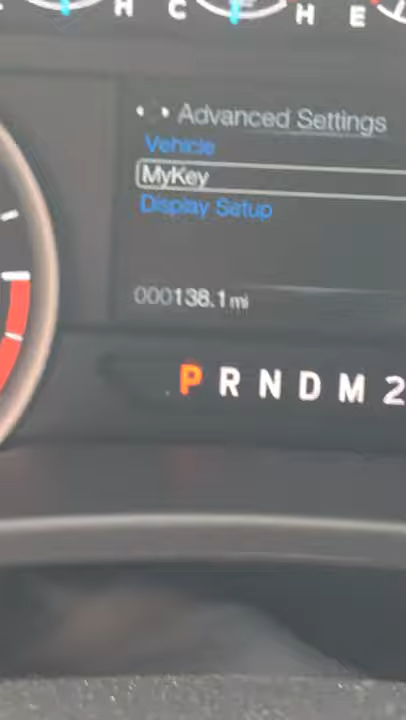 H C H E
Advanced Settings
Vehicle
MyKey
Display Setup
000138.1 mi
P R N D M 2